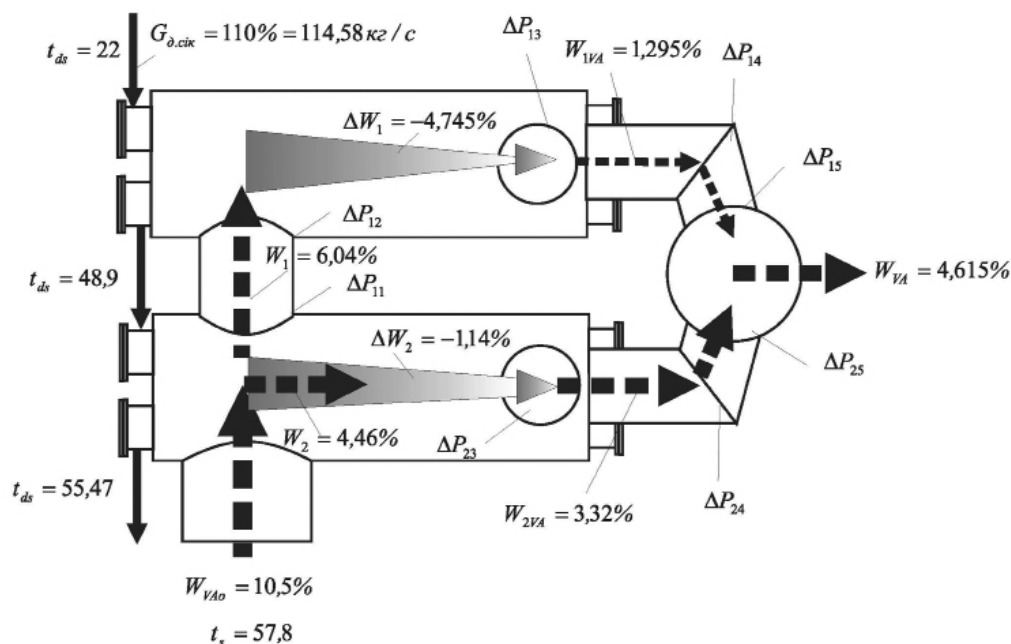 t_ds = 22
G_д.сік = 110% = 114,58 кг / с
ΔP_13
W_1VA = 1,295%
ΔP_14
ΔW_1 = −4,745%
ΔP_15
ΔP_12
W_1 = 6,04%
W_VA = 4,615%
t_ds = 48,9
ΔP_11
ΔW_2 = −1,14%
ΔP_25
W_2 = 4,46%
ΔP_23
t_ds = 55,47
W_2VA = 3,32%
ΔP_24
W_VAo = 10,5%
t_к = 57,8